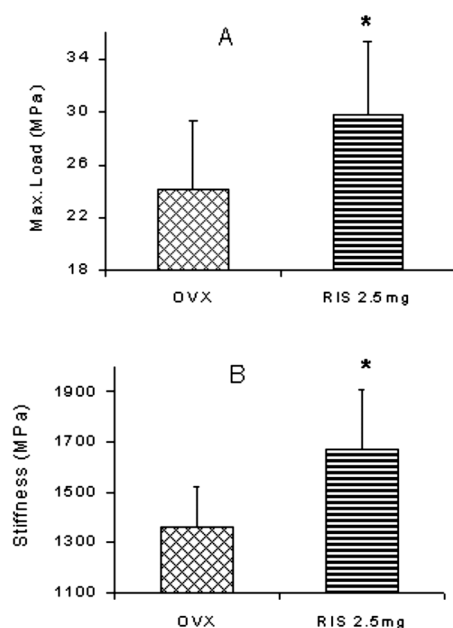 A
*
Max.Load (MPa)
34
30
26
22
18
OVX
RIS 2.5mg
B
*
Stiffness (MPa)
1900
1700
1500
1300
1100
OVX
RIS 2.5mg